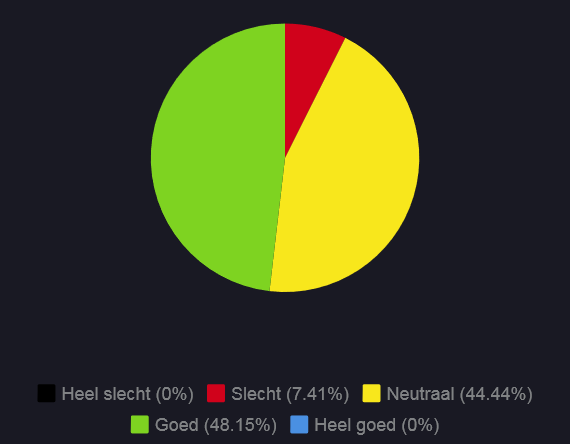 Heel slecht (0%) Slecht (7.41%) Neutraal (44.44%)
Goed (48.15%) Heel goed (0%)